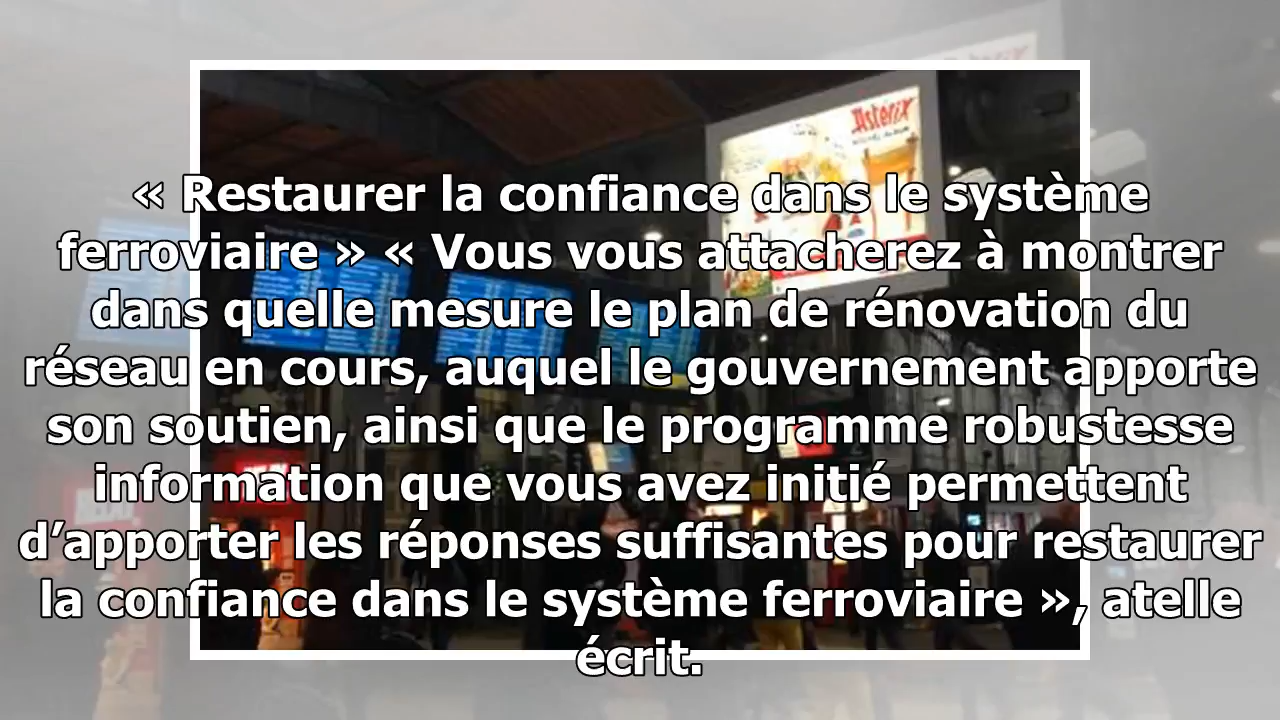 Astérix
« Restaurer la confiance dans le système
ferroviaire » « Vous vous attacherez à montrer
dans quelle mesure le plan de rénovation du
réseau en cours, auquel le gouvernement apporte
son soutien, ainsi que le programme robustesse
information que vous avez initié permettent
d’apporter les réponses suffisantes pour restaurer
la confiance dans le système ferroviaire », atelle
écrit.